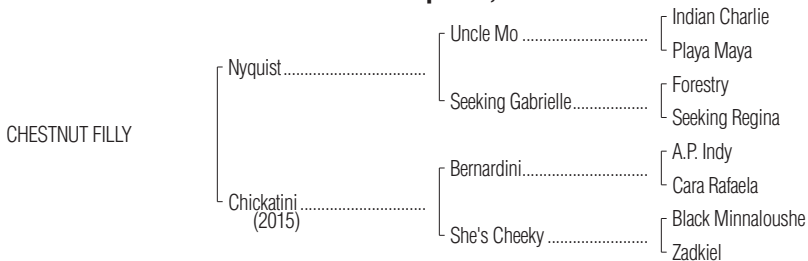 Indian Charlie
Uncle Mo ..............................
Playa Maya
Nyquist..................................
Forestry
Seeking Gabrielle..................
Seeking Regina
CHESTNUT FILLY
A.P. Indy
Bernardini..............................
Cara Rafaela
Chickatini ..............................
(2015)
Black Minnaloushe
She's Cheeky ........................
Zadkiel